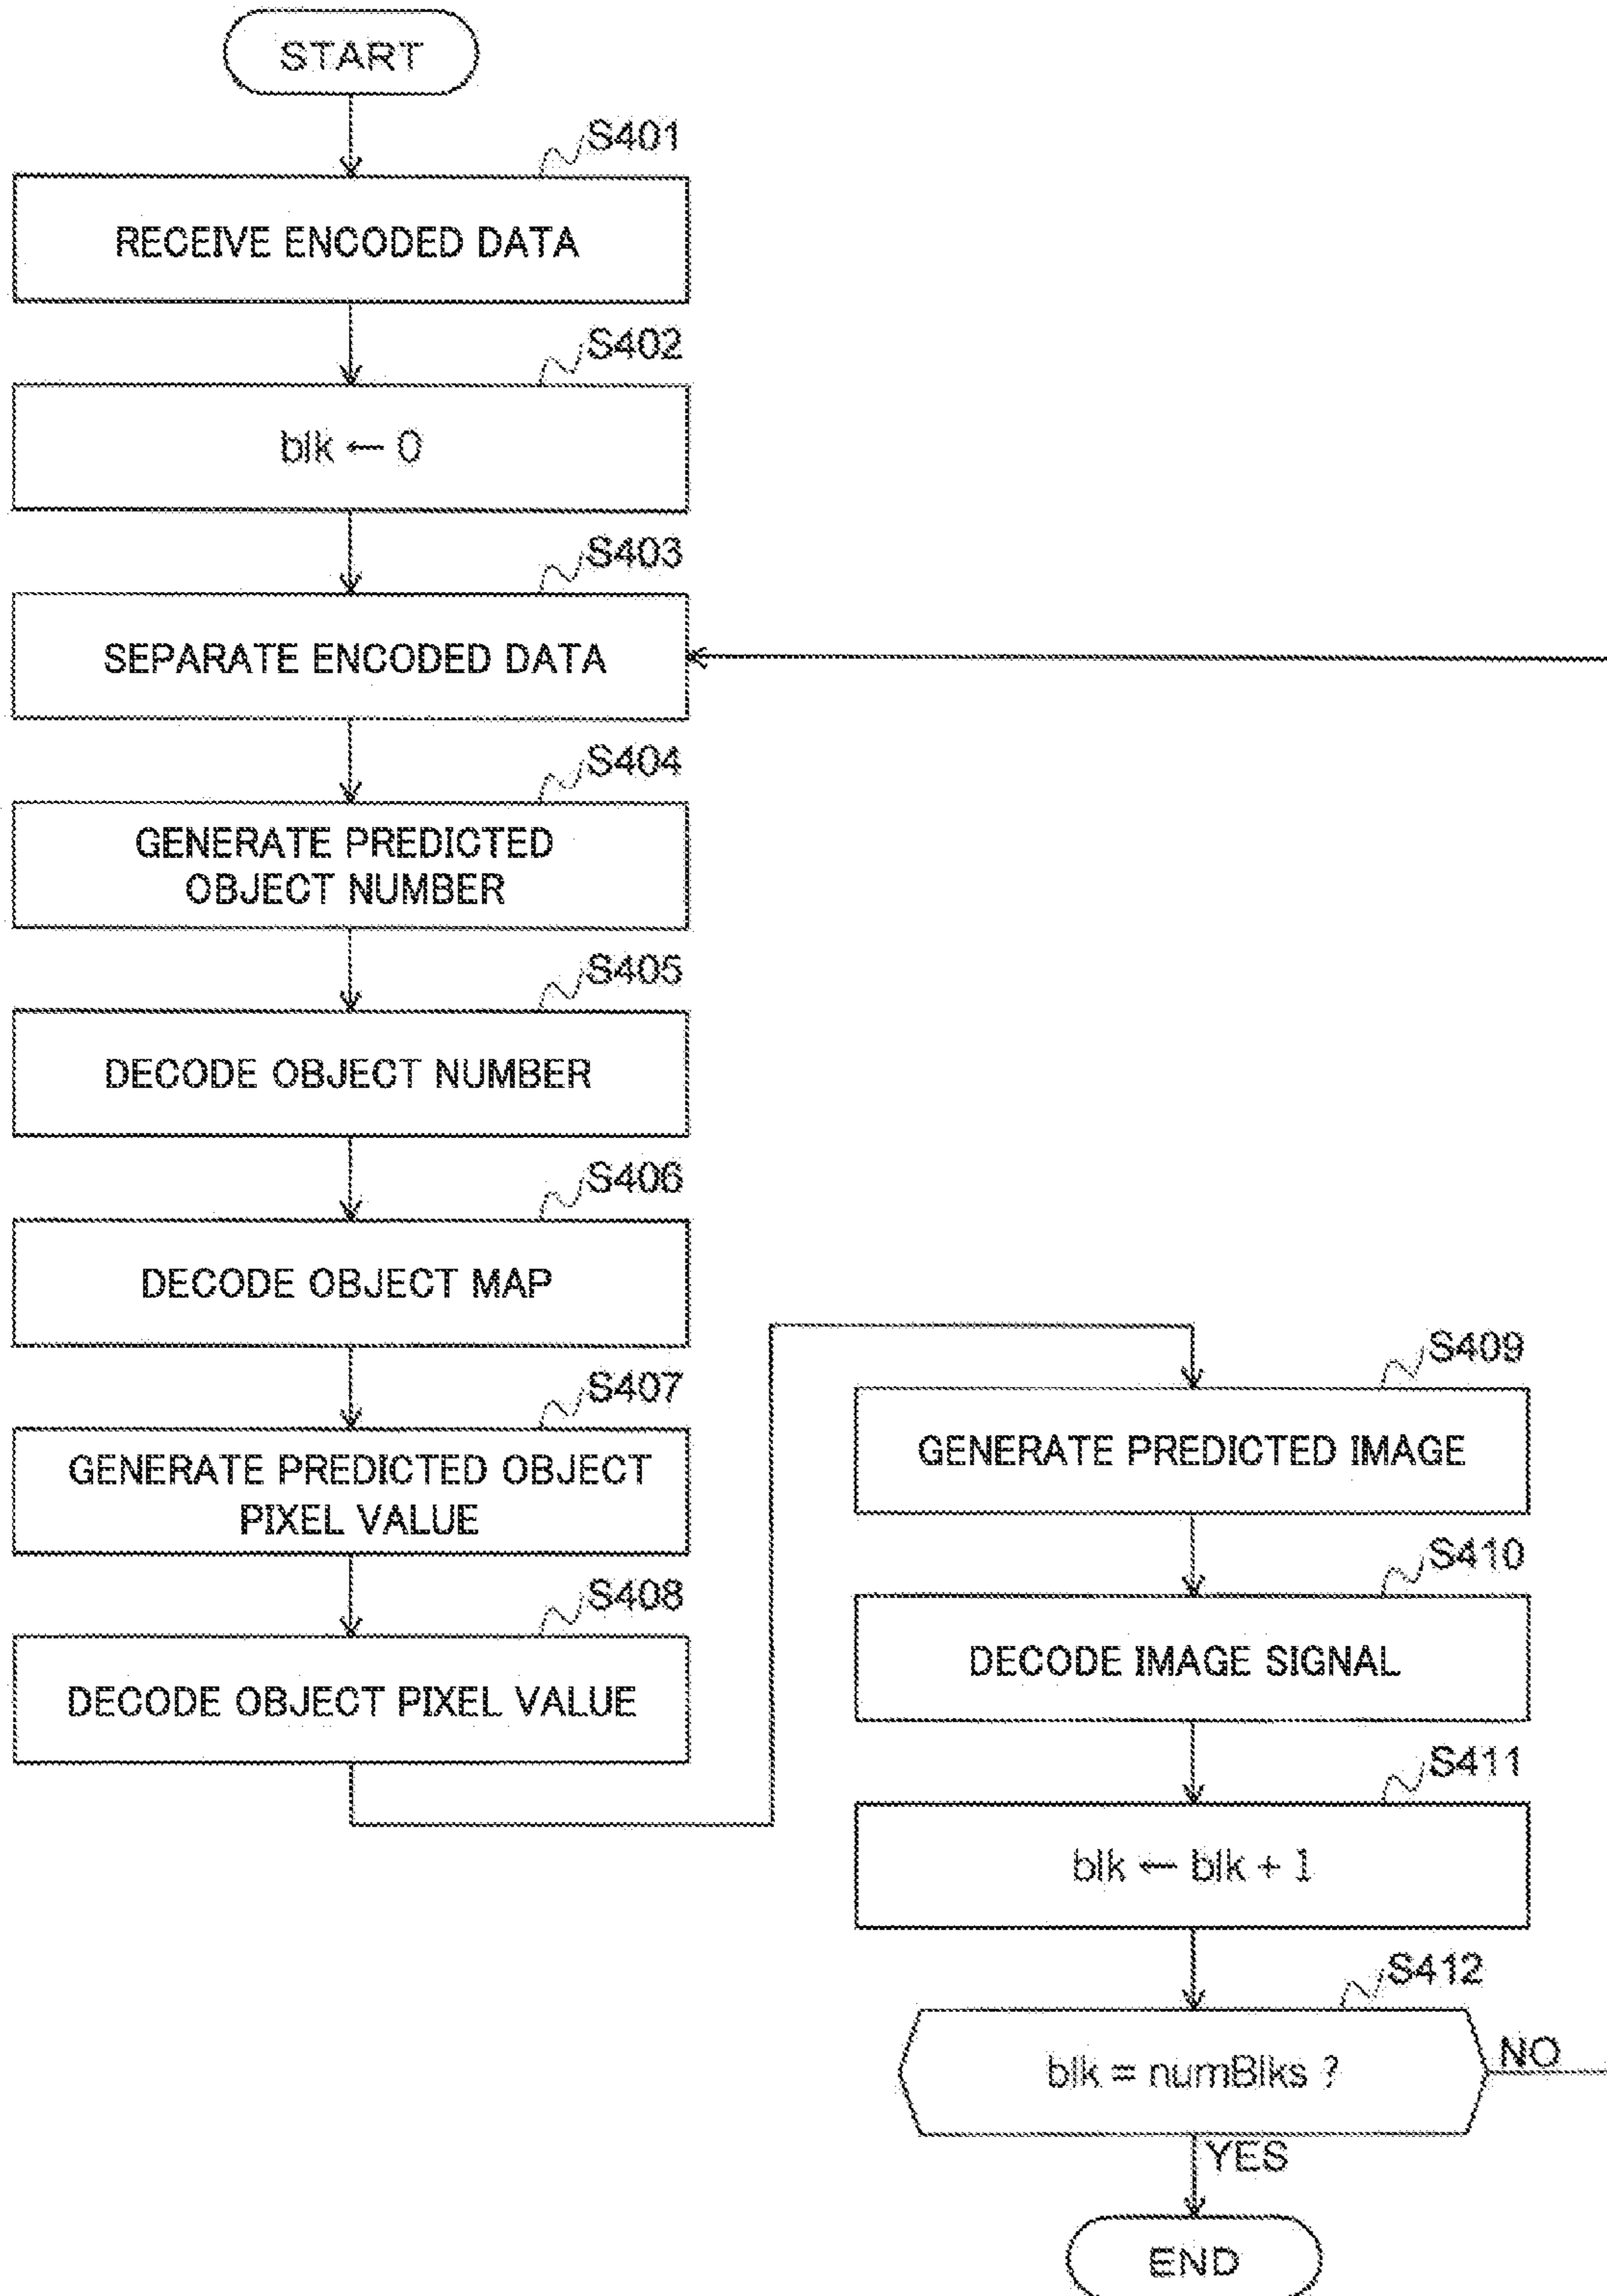 START
S401
RECEIVE ENCODED DATA
S402
blk ← 0
S403
SEPARATE ENCODED DATA
S404
GENERATE PREDICTED
OBJECT NUMBER
S405
DECODE OBJECT NUMBER
S406
DECODE OBJECT MAP
S407
GENERATE PREDICTED OBJECT
PIXEL VALUE
S408
DECODE OBJECT PIXEL VALUE
S409
GENERATE PREDICTED IMAGE
S410
DECODE IMAGE SIGNAL
S411
blk ← blk + 1
S412
blk = numBlks ?
NO
YES
END